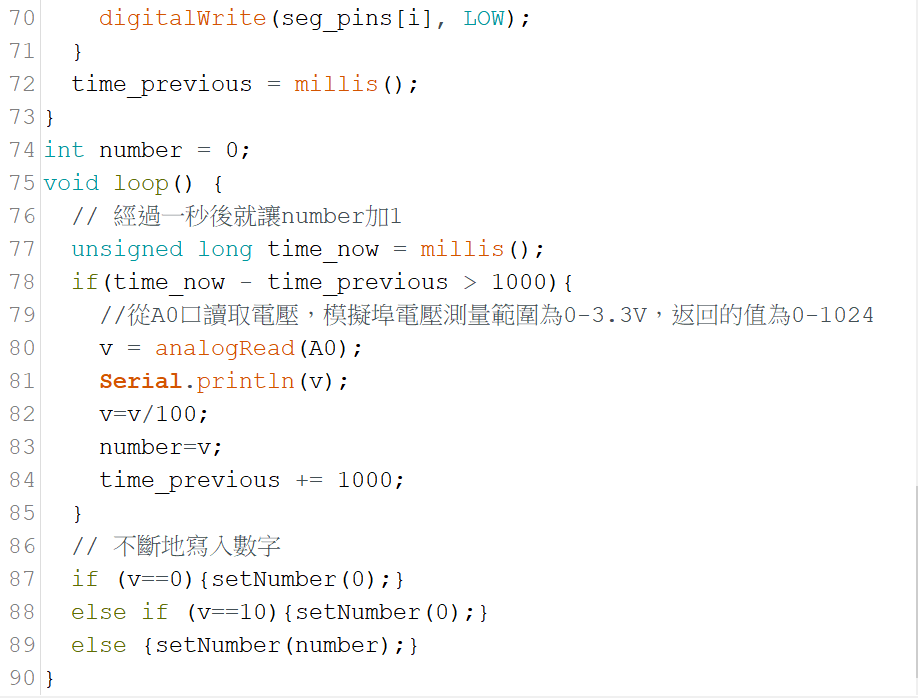 70 digitalWrite(seg_pins[i], LOW);
71 }
72 time_previous = millis();
73 }
74 int number = 0;
75 void loop() {
76 // 經過一秒後就讓number加1
77 unsigned long time_now = millis();
78 if(time_now - time_previous > 1000){
79 //從A0口讀取電壓，模擬埠電壓測量範圍為0-3.3V，返回的值為0-1024
80 v = analogRead(A0);
81 Serial.println(v);
82 v=v/100;
83 number=v;
84 time_previous += 1000;
85 }
86 // 不斷地寫入數字
87 if (v==0){setNumber(0);}
88 else if (v==10){setNumber(0);}
89 else {setNumber(number);}
90 }